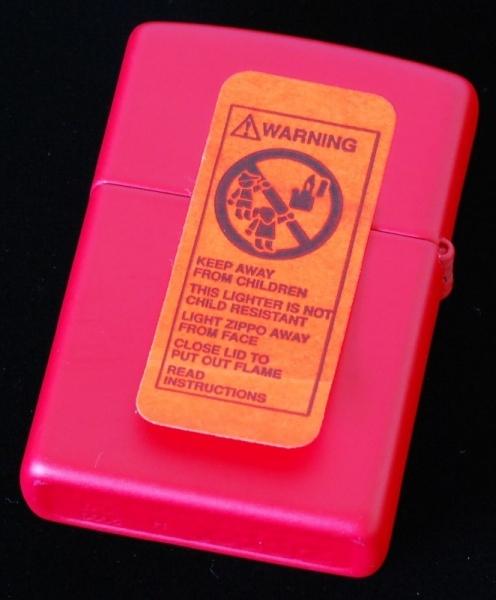 WARNING
KEEP AWAY
FROM CHILDREN
THIS LIGHTER IS NOT
CHILD RESISTANT
LIGHT ZIPPO AWAY
FROM FACE
CLOSE LID TO
PUT OUT FLAME
READ
INSTRUCTIONS